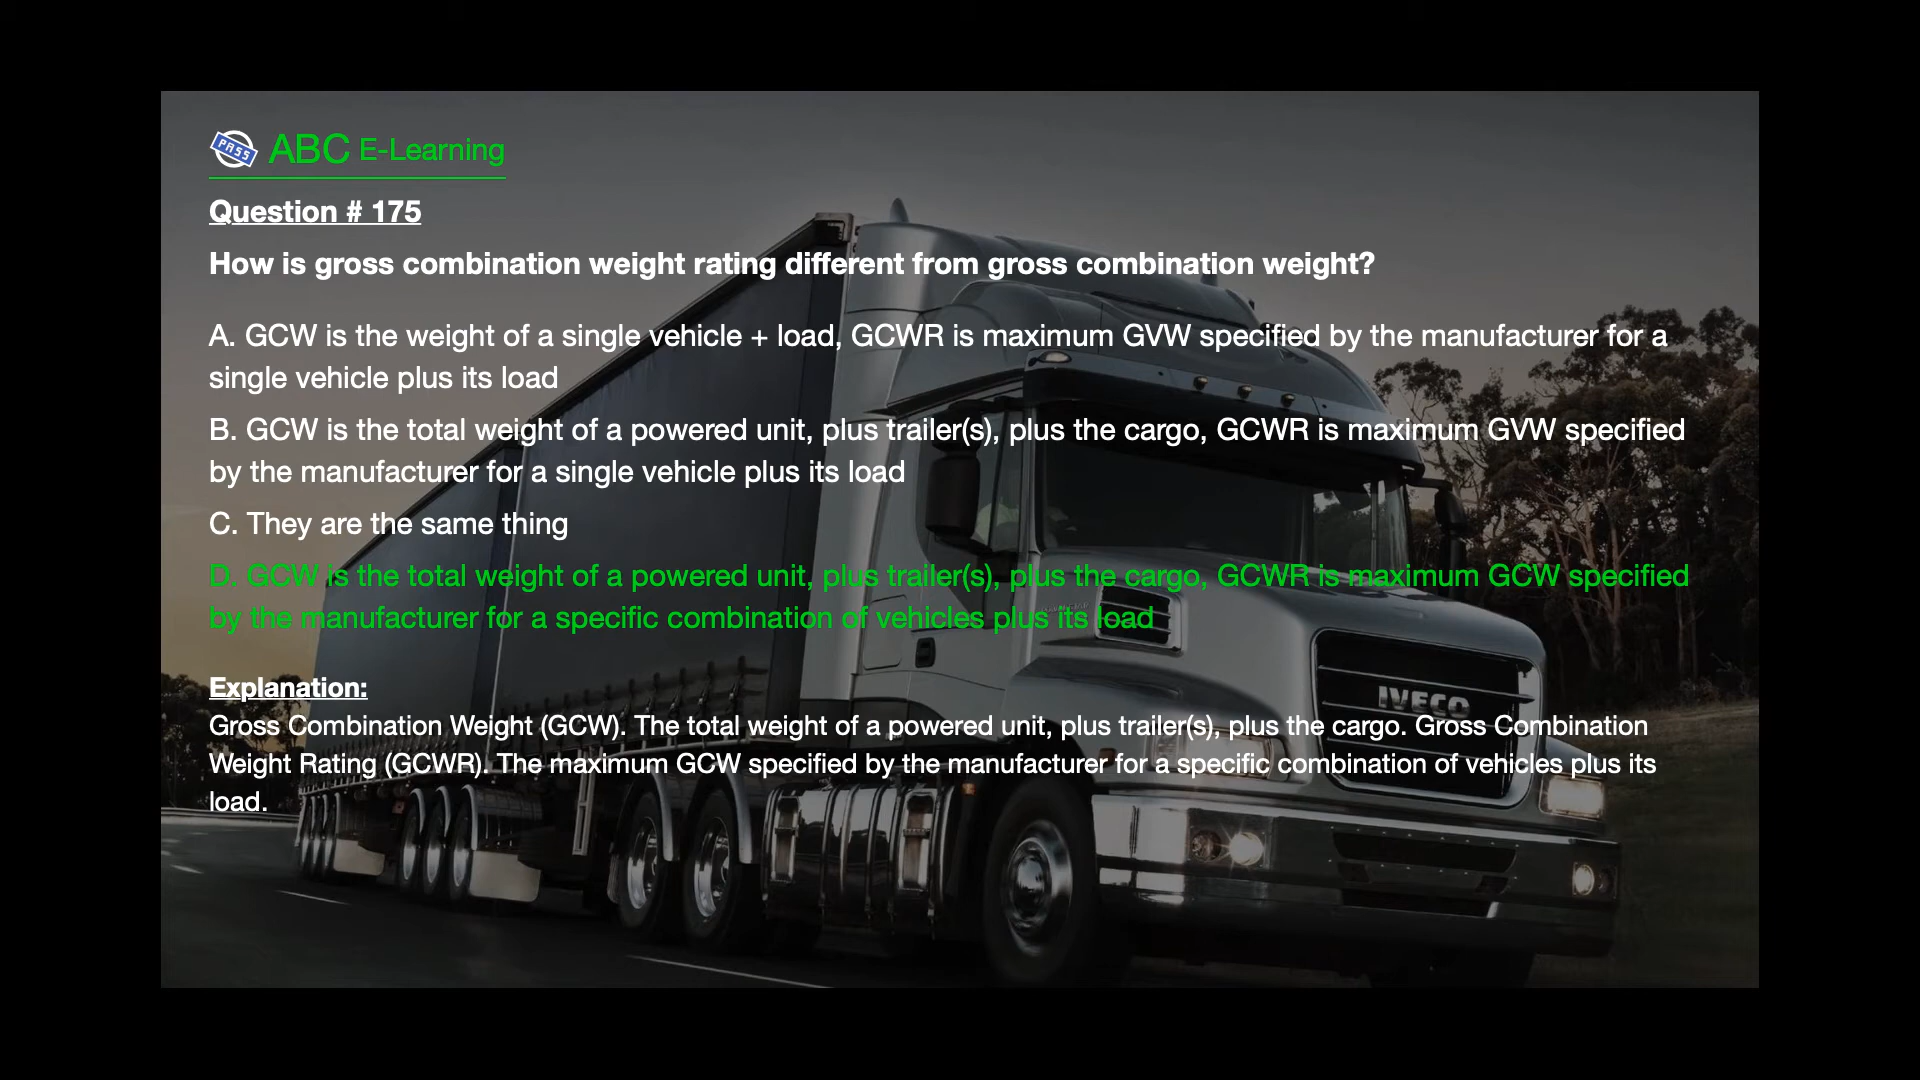 PASS
ABC E-Learning
Question # 175
How is gross combination weight rating different from gross combination weight?
A. GCW is the weight of a single vehicle + load, GCWR is maximum GVW specified by the manufacturer for a
single vehicle plus its load
B. GCW is the total weight of a powered unit, plus trailer(s), plus the cargo, GCWR is maximum GVW specified
by the manufacturer for a single vehicle plus its load
C. They are the same thing
D. GCW is the total weight of a powered unit, plus trailer(s), plus the cargo, GCWR is maximum GCW specified
by the manufacturer for a specific combination of vehicles plus its load
Explanation:
Gross Combination Weight (GCW). The total weight of a powered unit, plus trailer(s), plus the cargo. Gross Combination
Weight Rating (GCWR). The maximum GCW specified by the manufacturer for a specific combination of vehicles plus its
load.
IVECO